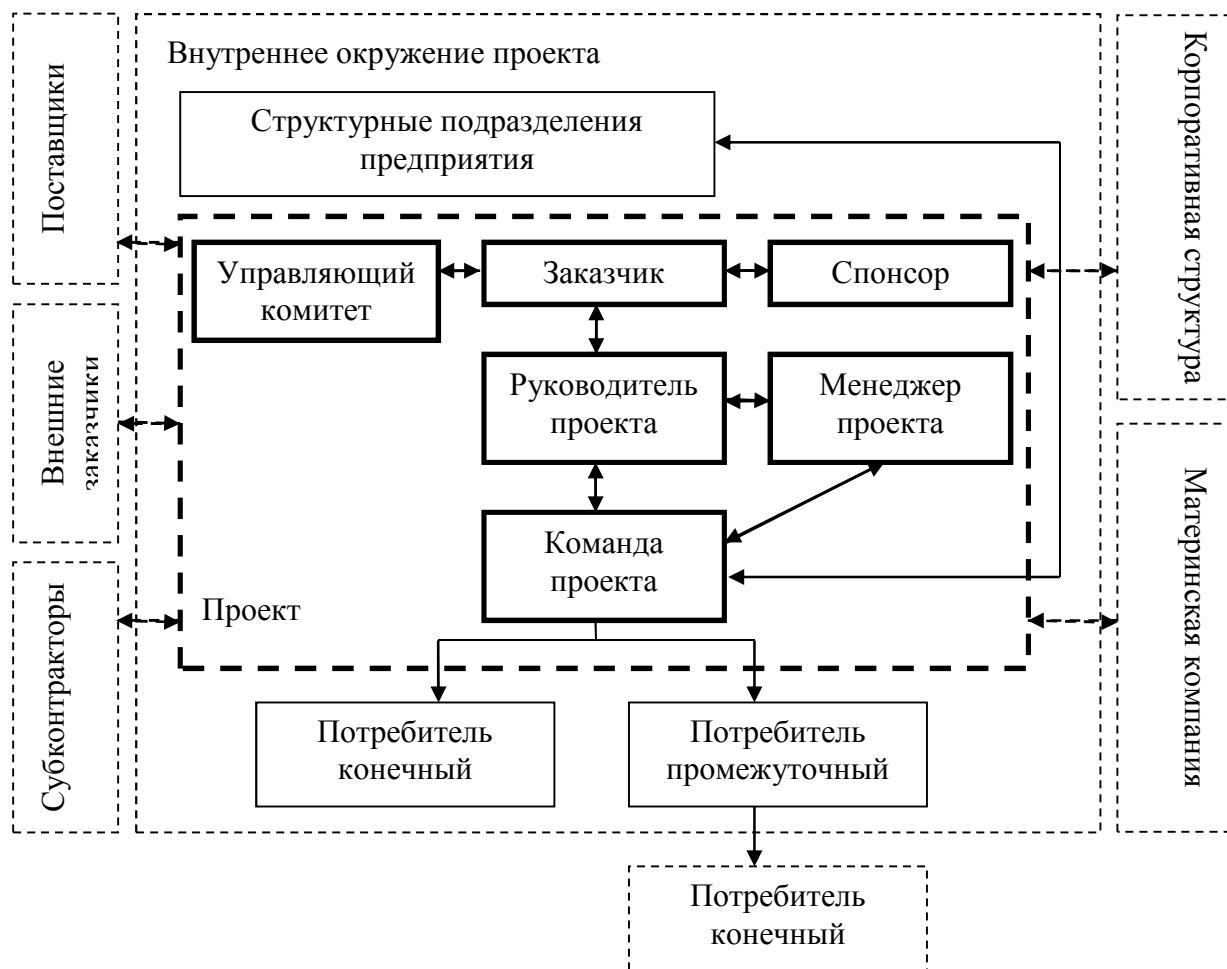 Внутреннее окружение проекта
Структурные подразделения
предприятия
Поставщики
Внешние
заказчики
Субконтракторы
Управляющий
комитет
Заказчик
Спонсор
Руководитель
проекта
Менеджер
проекта
Команда
проекта
Проект
Потребитель
конечный
Потребитель
промежуточный
Потребитель
конечный
Корпоративная структура
Материнская компания